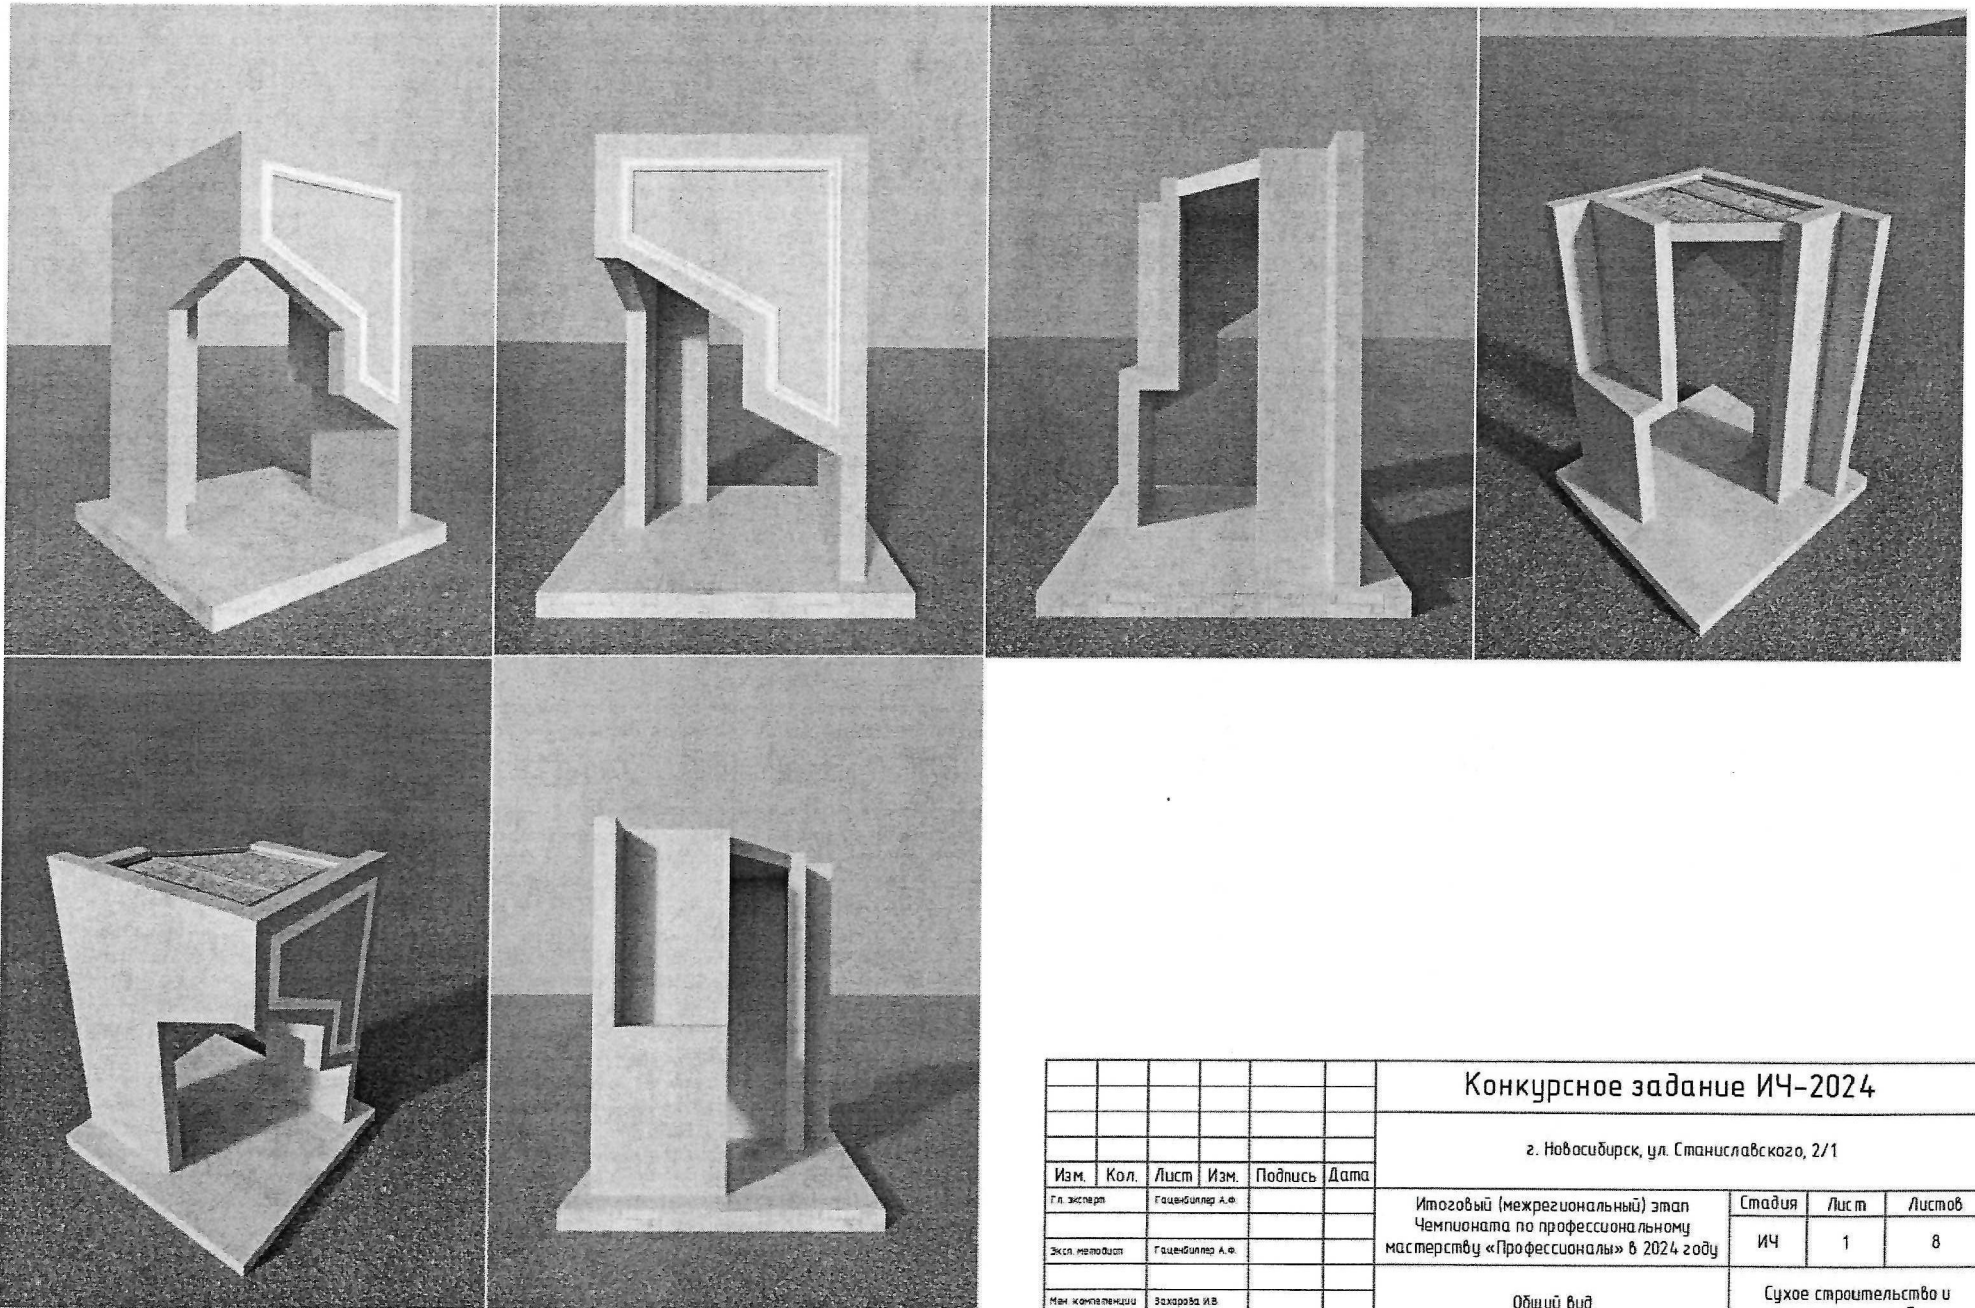 Конкурсное задание ИЧ-2024
г. Новосибирск, ул. Станиславского, 2/1
Изм. Кол. Лист Изм. Подпись Дата
Гл. эксперт Гаценбиллер А.Ф.
Итоговый (межрегиональный) этап
Чемпионата по профессиональному
мастерству «Профессионалы» в 2024 году
Стадия Лист Листов
ИЧ 1 8
Эксп. методист Гаценбиллер А.Ф.
Мен. компетенции Захарова И.В.
Общий вид
Сухое строительство и